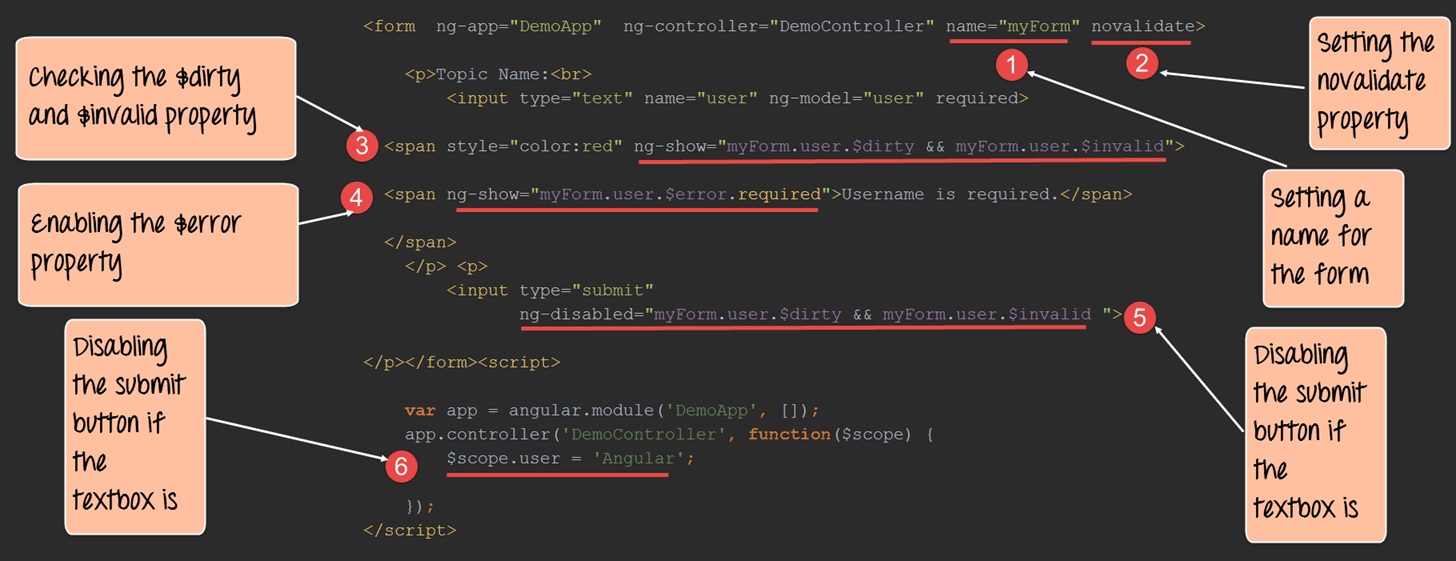 <form  ng-app="DemoApp"  ng-controller="DemoController" name="myForm" novalidate>
1
2
Setting the
novalidate
property
<p>Topic Name:<br>
<input type="text" name="user" ng-model="user" required>
Checking the $dirty
and $invalid property
3
<span style="color:red" ng-show="myForm.user.$dirty && myForm.user.$invalid">
4
<span ng-show="myForm.user.$error.required">Username is required.</span>
Enabling the $error
property
Setting a
name for
the form
</span>
</p> <p>
<input type="submit"
ng-disabled="myForm.user.$dirty && myForm.user.$invalid ">
5
</p></form><script>
Disabling
the submit
button if
the
textbox is
Disabling
the submit
button if
the
textbox is
var app = angular.module('DemoApp', []);
app.controller('DemoController', function($scope) {
6
$scope.user = 'Angular';
});
</script>